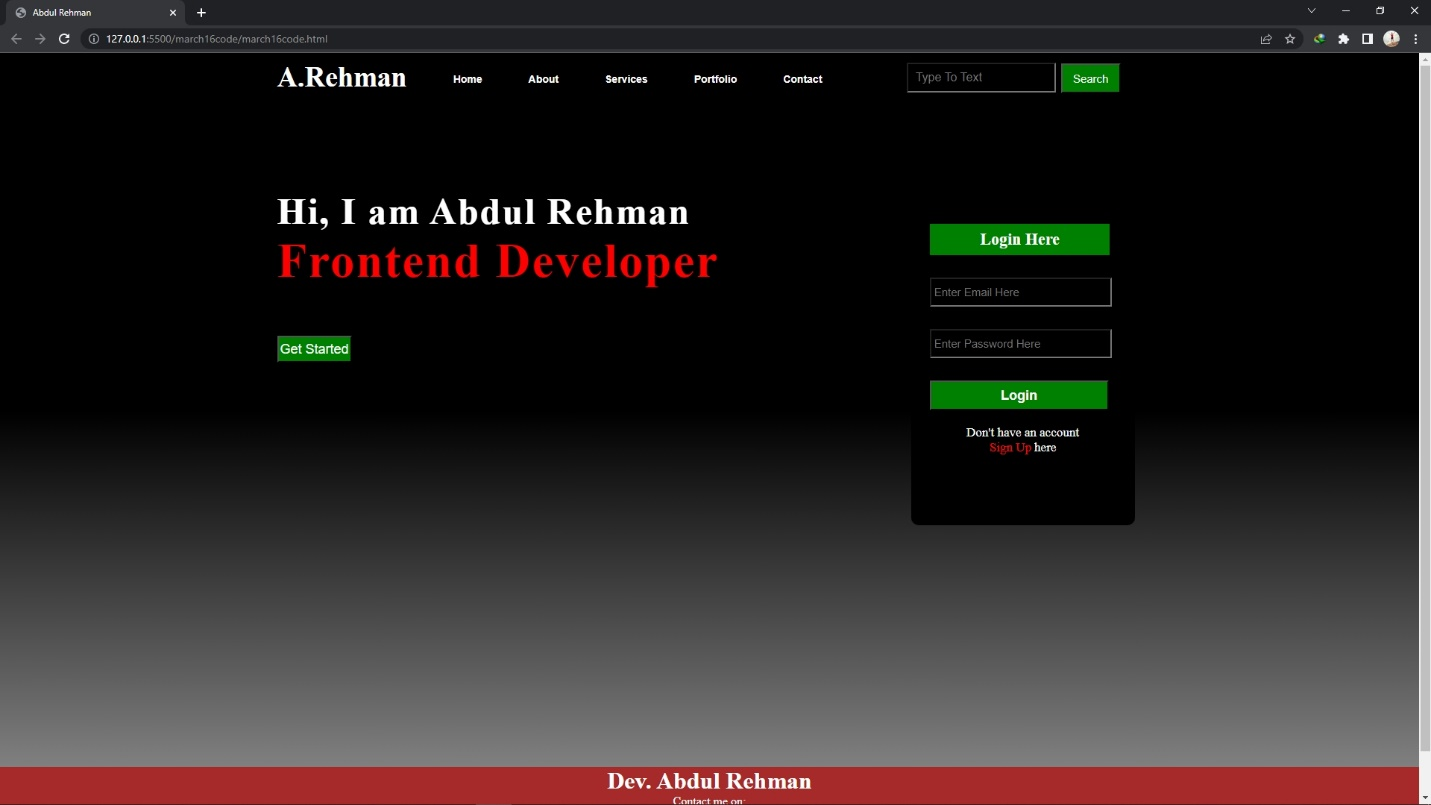 Abdul Rehman
127.0.0.1:5500/march16code/march16code.html
A.Rehman Home About Services Portfolio Contact Type To Text Search
Hi, I am Abdul Rehman
Frontend Developer
Get Started
Login Here
Enter Email Here
Enter Password Here
Login
Don't have an account
Sign Up here
Dev. Abdul Rehman
Contact me on: